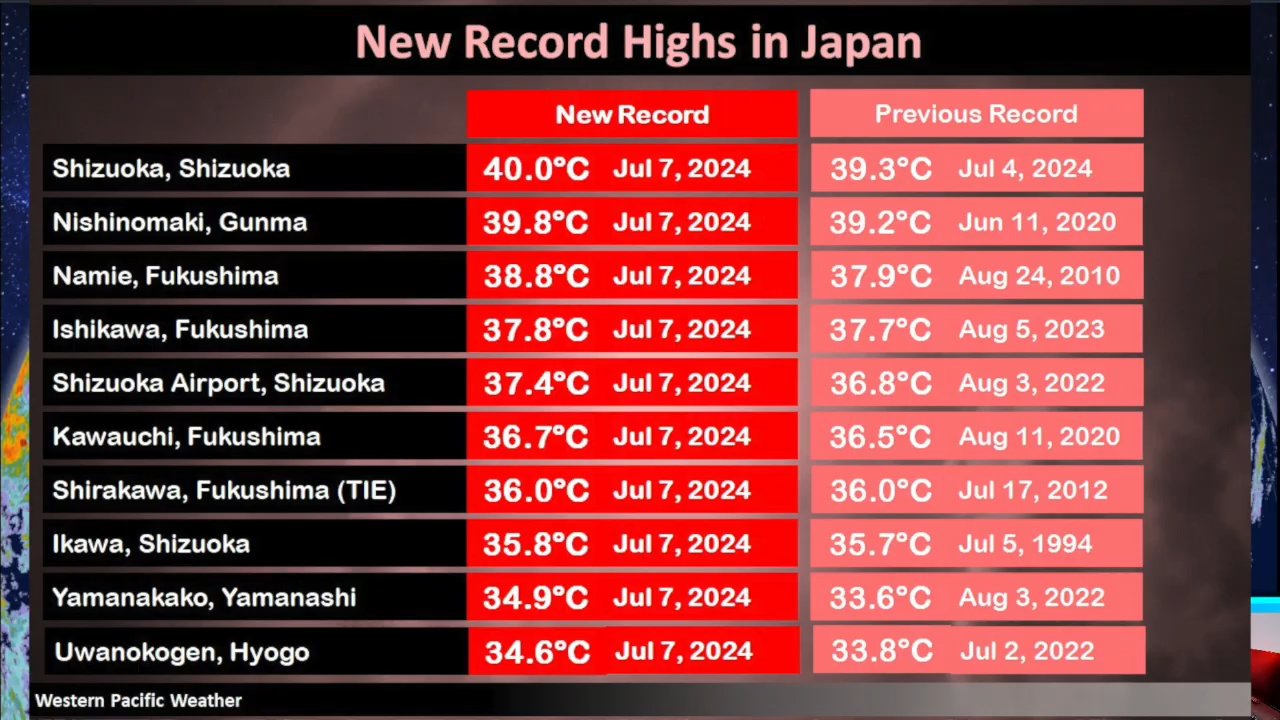 New Record Highs in Japan
New Record Previous Record
Shizuoka, Shizuoka 40.0°C Jul 7, 2024 39.3°C Jul 4, 2024
Nishinomaki, Gunma 39.8°C Jul 7, 2024 39.2°C Jun 11, 2020
Namie, Fukushima 38.8°C Jul 7, 2024 37.9°C Aug 24, 2010
Ishikawa, Fukushima 37.8°C Jul 7, 2024 37.7°C Aug 5, 2023
Shizuoka Airport, Shizuoka 37.4°C Jul 7, 2024 36.8°C Aug 3, 2022
Kawauchi, Fukushima 36.7°C Jul 7, 2024 36.5°C Aug 11, 2020
Shirakawa, Fukushima (TIE) 36.0°C Jul 7, 2024 36.0°C Jul 17, 2012
Ikawa, Shizuoka 35.8°C Jul 7, 2024 35.7°C Jul 5, 1994
Yamanakako, Yamanashi 34.9°C Jul 7, 2024 33.6°C Aug 3, 2022
Uwanokogen, Hyogo 34.6°C Jul 7, 2024 33.8°C Jul 2, 2022
Western Pacific Weather